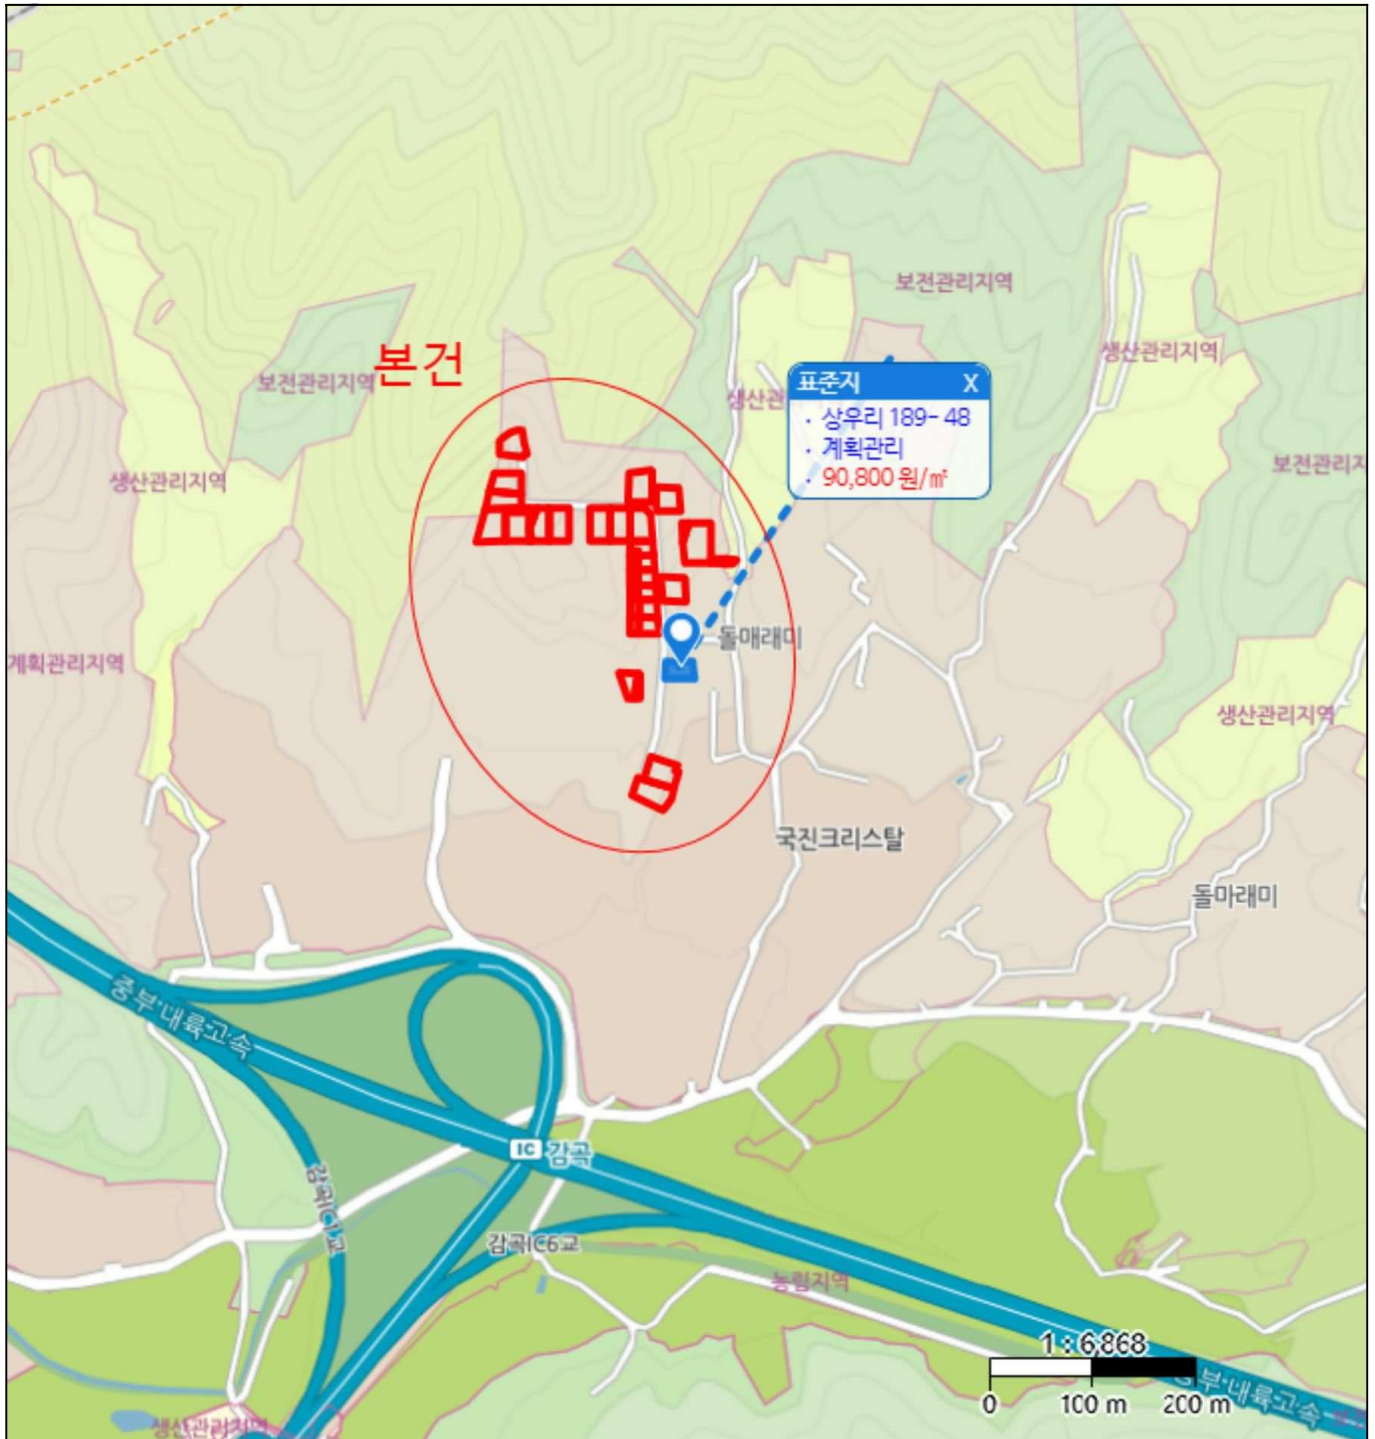 보전관리지역
본건
보전관리지역
생산관리지역
표준지 X
· 상우리 189-48
· 계획관리
· 90,800 원/㎡
생산관리지역
보전관리지
생산관리지역
돌매래미
계획관리지역
생산관리지역
국진크리스탈
돌마래미
중부내륙고속
IC 감곡
감곡IC1교
감곡IC6교
농림지역
1 : 6,868
0 100 m 200 m
중부내륙고속
생산관리지역